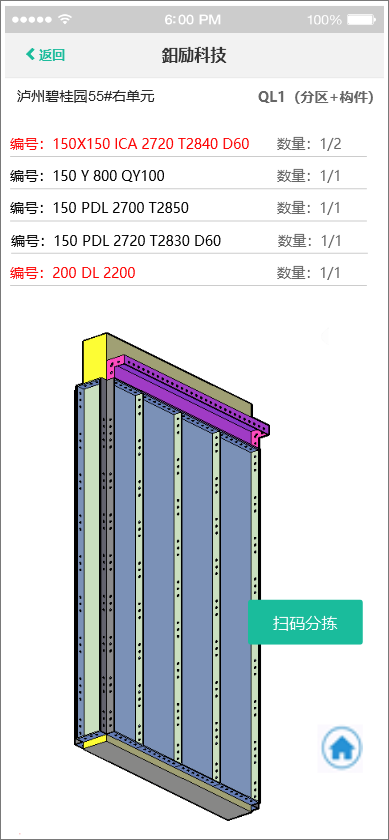 6:00 PM 100%
返回 鉬励科技
泸州碧桂园55#右单元 QL1（分区+构件）
编号：150X150 ICA 2720 T2840 D60 数量：1/2
编号：150 Y 800 QY100 数量：1/1
编号：150 PDL 2700 T2850 数量：1/1
编号：150 PDL 2720 T2830 D60 数量：1/1
编号：200 DL 2200 数量：1/1
扫码分拣